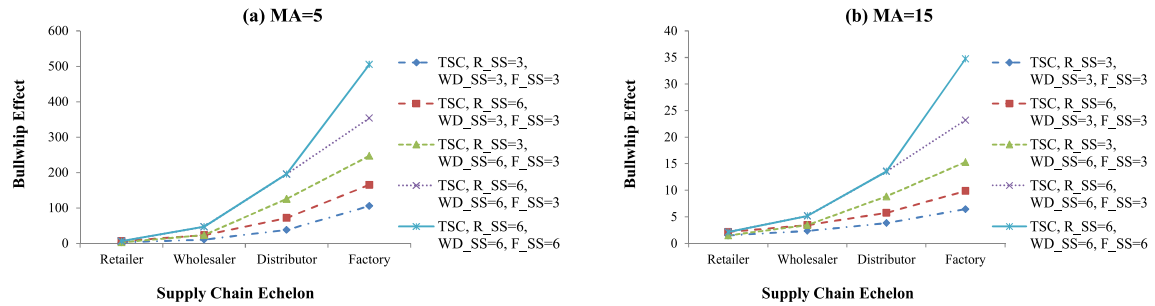 (a) MA=5
Bullwhip Effect
600
500
400
300
200
100
0
Retailer Wholesaler Distributor Factory
Supply Chain Echelon
TSC, R_SS=3,
WD_SS=3, F_SS=3
TSC, R_SS=6,
WD_SS=3, F_SS=3
TSC, R_SS=3,
WD_SS=6, F_SS=3
TSC, R_SS=6,
WD_SS=6, F_SS=3
TSC, R_SS=6,
WD_SS=6, F_SS=6
(b) MA=15
Bullwhip Effect
40
35
30
25
20
15
10
5
0
Retailer Wholesaler Distributor Factory
Supply Chain Echelon
TSC, R_SS=3,
WD_SS=3, F_SS=3
TSC, R_SS=6,
WD_SS=3, F_SS=3
TSC, R_SS=3,
WD_SS=6, F_SS=3
TSC, R_SS=6,
WD_SS=6, F_SS=3
TSC, R_SS=6,
WD_SS=6, F_SS=6